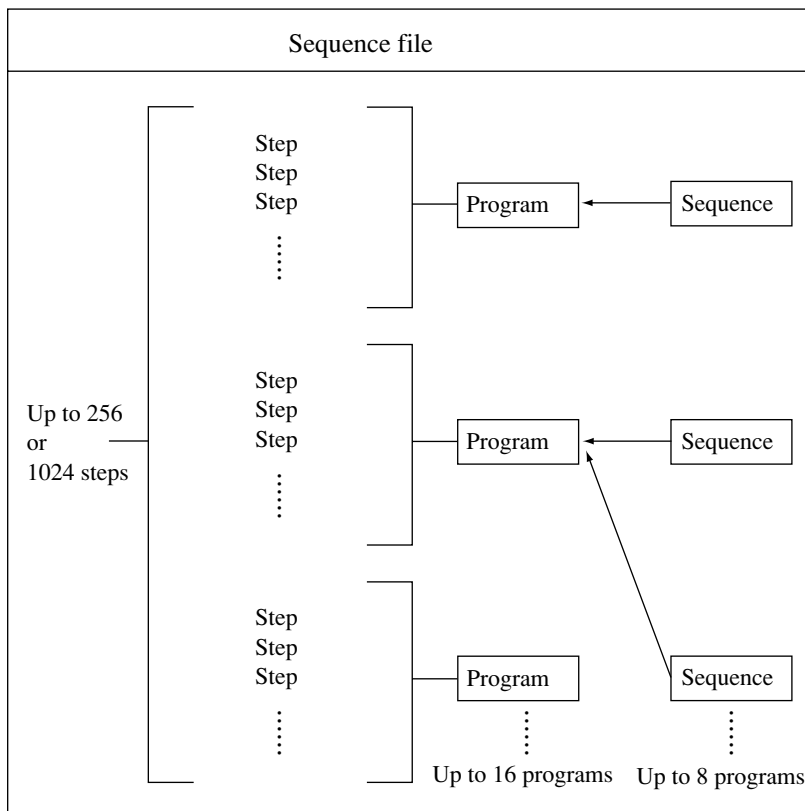 Sequence file
Step
Step
Step
Program
Sequence
Up to 256
or
1024 steps
Step
Step
Step
Program
Sequence
Step
Step
Step
Program
Sequence
Up to 16 programs
Up to 8 programs